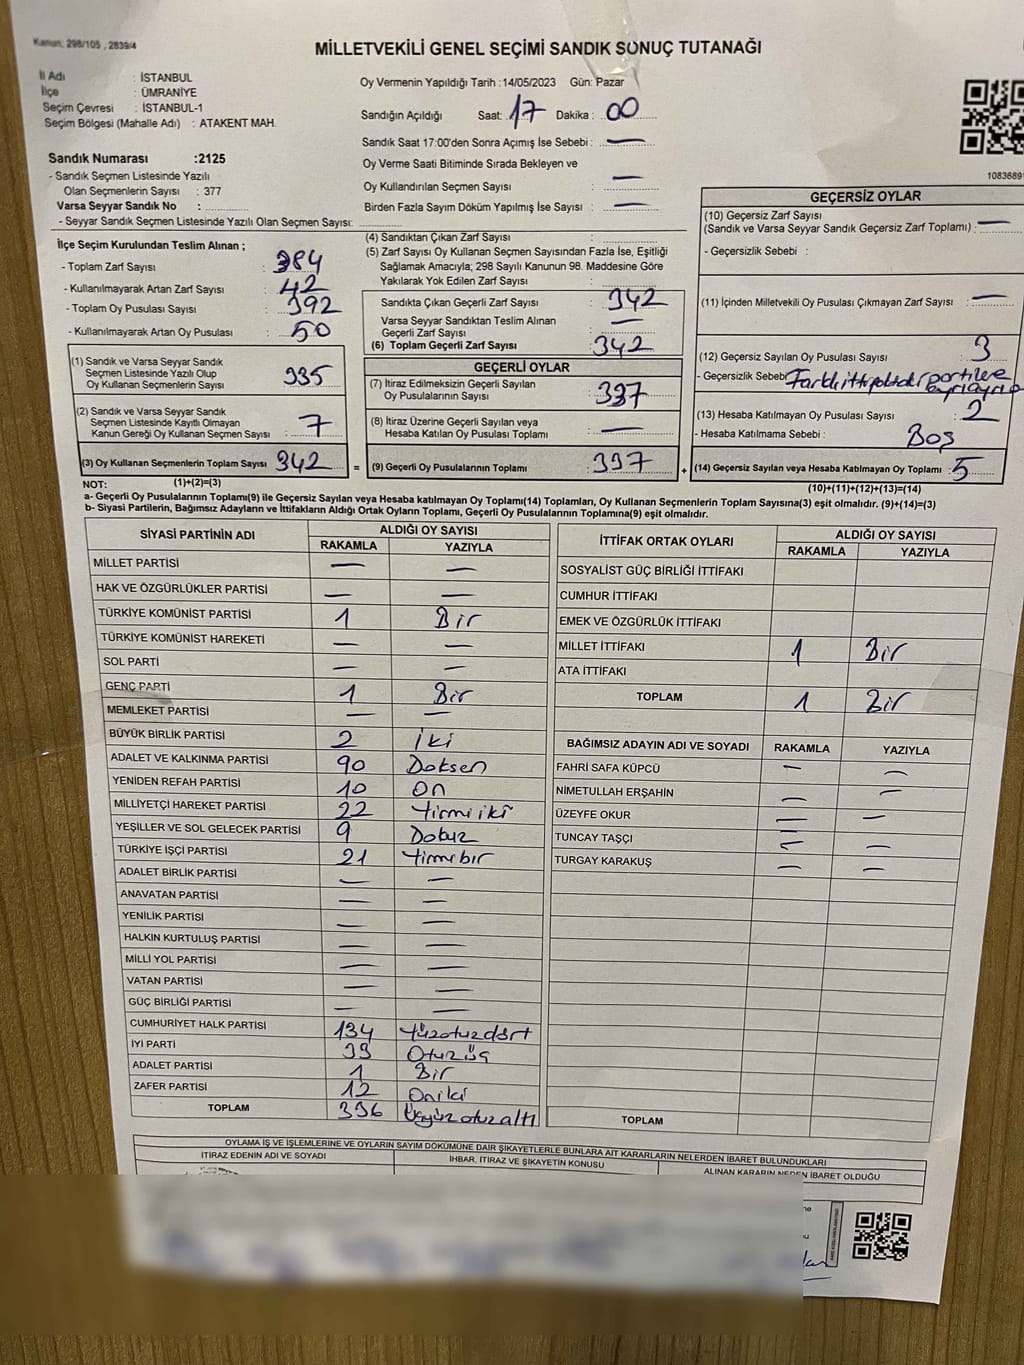 Kanun: 298/105 , 2839/4
MİLLETVEKİLİ GENEL SEÇİMİ SANDIK SONUÇ TUTANAĞI
İl Adı : İSTANBUL
İlçe : ÜMRANİYE
Seçim Çevresi : İSTANBUL-1
Seçim Bölgesi (Mahalle Adı) : ATAKENT MAH.
Oy Vermenin Yapıldığı Tarih :14/05/2023 Gün: Pazar
Sandığın Açıldığı Saat: 17 Dakika : 00
Sandık Saat 17:00'den Sonra Açımış İse Sebebi : —
Oy Verme Saati Bitiminde Sırada Bekleyen ve
Oy Kullandırılan Seçmen Sayısı : —
Birden Fazla Sayım Döküm Yapılmış İse Sayısı : —
Sandık Numarası :2125
- Sandık Seçmen Listesinde Yazılı
Olan Seçmenlerin Sayısı : 377
Varsa Seyyar Sandık No :
- Seyyar Sandık Seçmen Listesinde Yazılı Olan Seçmen Sayısı:
İlçe Seçim Kurulundan Teslim Alınan ;
- Toplam Zarf Sayısı : 384
- Kullanılmayarak Artan Zarf Sayısı : 42
- Toplam Oy Pusulası Sayısı : 392
- Kullanılmayarak Artan Oy Pusulası : 50
(1) Sandık ve Varsa Seyyar Sandık
Seçmen Listesinde Yazılı Olup
Oy Kullanan Seçmenlerin Sayısı : 335
(2) Sandık ve Varsa Seyyar Sandık
Seçmen Listesinde Kayıtlı Olmayan
Kanun Gereği Oy Kullanan Seçmen Sayısı : 7
(3) Oy Kullanan Seçmenlerin Toplam Sayısı : 342
(4) Sandıktan Çıkan Zarf Sayısı :
(5) Zarf Sayısı Oy Kullanan Seçmen Sayısından Fazla İse, Eşitliği
Sağlamak Amacıyla; 298 Sayılı Kanunun 98. Maddesine Göre
Yakılarak Yok Edilen Zarf Sayısı :
Sandıkta Çıkan Geçerli Zarf Sayısı : 342
Varsa Seyyar Sandıktan Teslim Alınan
Geçerli Zarf Sayısı : —
(6) Toplam Geçerli Zarf Sayısı : 342
GEÇERLİ OYLAR
(7) İtiraz Edilmeksizin Geçerli Sayılan
Oy Pusulalarının Sayısı : 337
(8) İtiraz Üzerine Geçerli Sayılan veya
Hesaba Katılan Oy Pusulası Toplamı : —
= (9) Geçerli Oy Pusulalarının Toplamı : 337
1083689
GEÇERSİZ OYLAR
(10) Geçersiz Zarf Sayısı
(Sandık ve Varsa Seyyar Sandık Geçersiz Zarf Toplamı) : —
- Geçersizlik Sebebi :
(11) İçinden Milletvekili Oy Pusulası Çıkmayan Zarf Sayısı : —
(12) Geçersiz Sayılan Oy Pusulası Sayısı : 3
- Geçersizlik Sebebi partilere
(13) Hesaba Katılmayan Oy Pusulası Sayısı : 2
- Hesaba Katılmama Sebebi : Boş
+ (14) Geçersiz Sayılan veya Hesaba Katılmayan Oy Toplamı : 5
NOT: (1)+(2)=(3)
(10)+(11)+(12)+(13)=(14)
a- Geçerli Oy Pusulalarının Toplamı(9) ile Geçersiz Sayılan veya Hesaba katılmayan Oy Toplamı(14) Toplamları, Oy Kullanan Seçmenlerin Toplam Sayısına(3) eşit olmalıdır. (9)+(14)=(3)
b- Siyasi Partilerin, Bağımsız Adayların ve İttifakların Aldığı Ortak Oyların Toplamı, Geçerli Oy Pusulalarının Toplamına(9) eşit olmalıdır.
SİYASİ PARTİNİN ADI ALDIĞI OY SAYISI
RAKAMLA YAZIYLA
MİLLET PARTİSİ — —
HAK VE ÖZGÜRLÜKLER PARTİSİ — —
TÜRKİYE KOMÜNİST PARTİSİ 1 Bir
TÜRKİYE KOMÜNİST HAREKETİ — —
SOL PARTİ — —
GENÇ PARTİ 1 Bir
MEMLEKET PARTİSİ — —
BÜYÜK BİRLİK PARTİSİ 2 İki
ADALET VE KALKINMA PARTİSİ 90 Doksen
YENİDEN REFAH PARTİSİ 10 On
MİLLİYETÇİ HAREKET PARTİSİ 22 Yirmi iki
YEŞİLLER VE SOL GELECEK PARTİSİ 9 Dokuz
TÜRKİYE İŞÇİ PARTİSİ 21 Yirmibir
ADALET BİRLİK PARTİSİ — —
ANAVATAN PARTİSİ — —
YENİLİK PARTİSİ — —
HALKIN KURTULUŞ PARTİSİ — —
MİLLİ YOL PARTİSİ — —
VATAN PARTİSİ — —
GÜÇ BİRLİĞİ PARTİSİ — —
CUMHURİYET HALK PARTİSİ 134 Yüzotuzdört
İYİ PARTİ 33 Otuzüç
ADALET PARTİSİ 1 Bir
ZAFER PARTİSİ 12 Oniki
TOPLAM 336 Üçyüzotuzaltı
İTTİFAK ORTAK OYLARI ALDIĞI OY SAYISI
RAKAMLA YAZIYLA
SOSYALİST GÜÇ BİRLİĞİ İTTİFAKI
CUMHUR İTTİFAKI
EMEK VE ÖZGÜRLÜK İTTİFAKI
MİLLET İTTİFAKI 1 Bir
ATA İTTİFAKI
TOPLAM 1 Bir
BAĞIMSIZ ADAYIN ADI VE SOYADI RAKAMLA YAZIYLA
FAHRİ SAFA KÜPCÜ — —
NİMETULLAH ERŞAHİN — —
ÜZEYFE OKUR — —
TUNCAY TAŞÇI — —
TURGAY KARAKUŞ — —
TOPLAM
OYLAMA İŞ VE İŞLEMLERİNE VE OYLARIN SAYIM DÖKÜMÜNE DAİR ŞİKAYETLERLE BUNLARA AİT KARARLARIN NELERDEN İBARET BULUNDUKLARI
İTİRAZ EDENİN ADI VE SOYADI İHBAR, İTİRAZ VE ŞİKAYETİN KONUSU ALINAN KARARIN NEDEN İBARET OLDUĞU